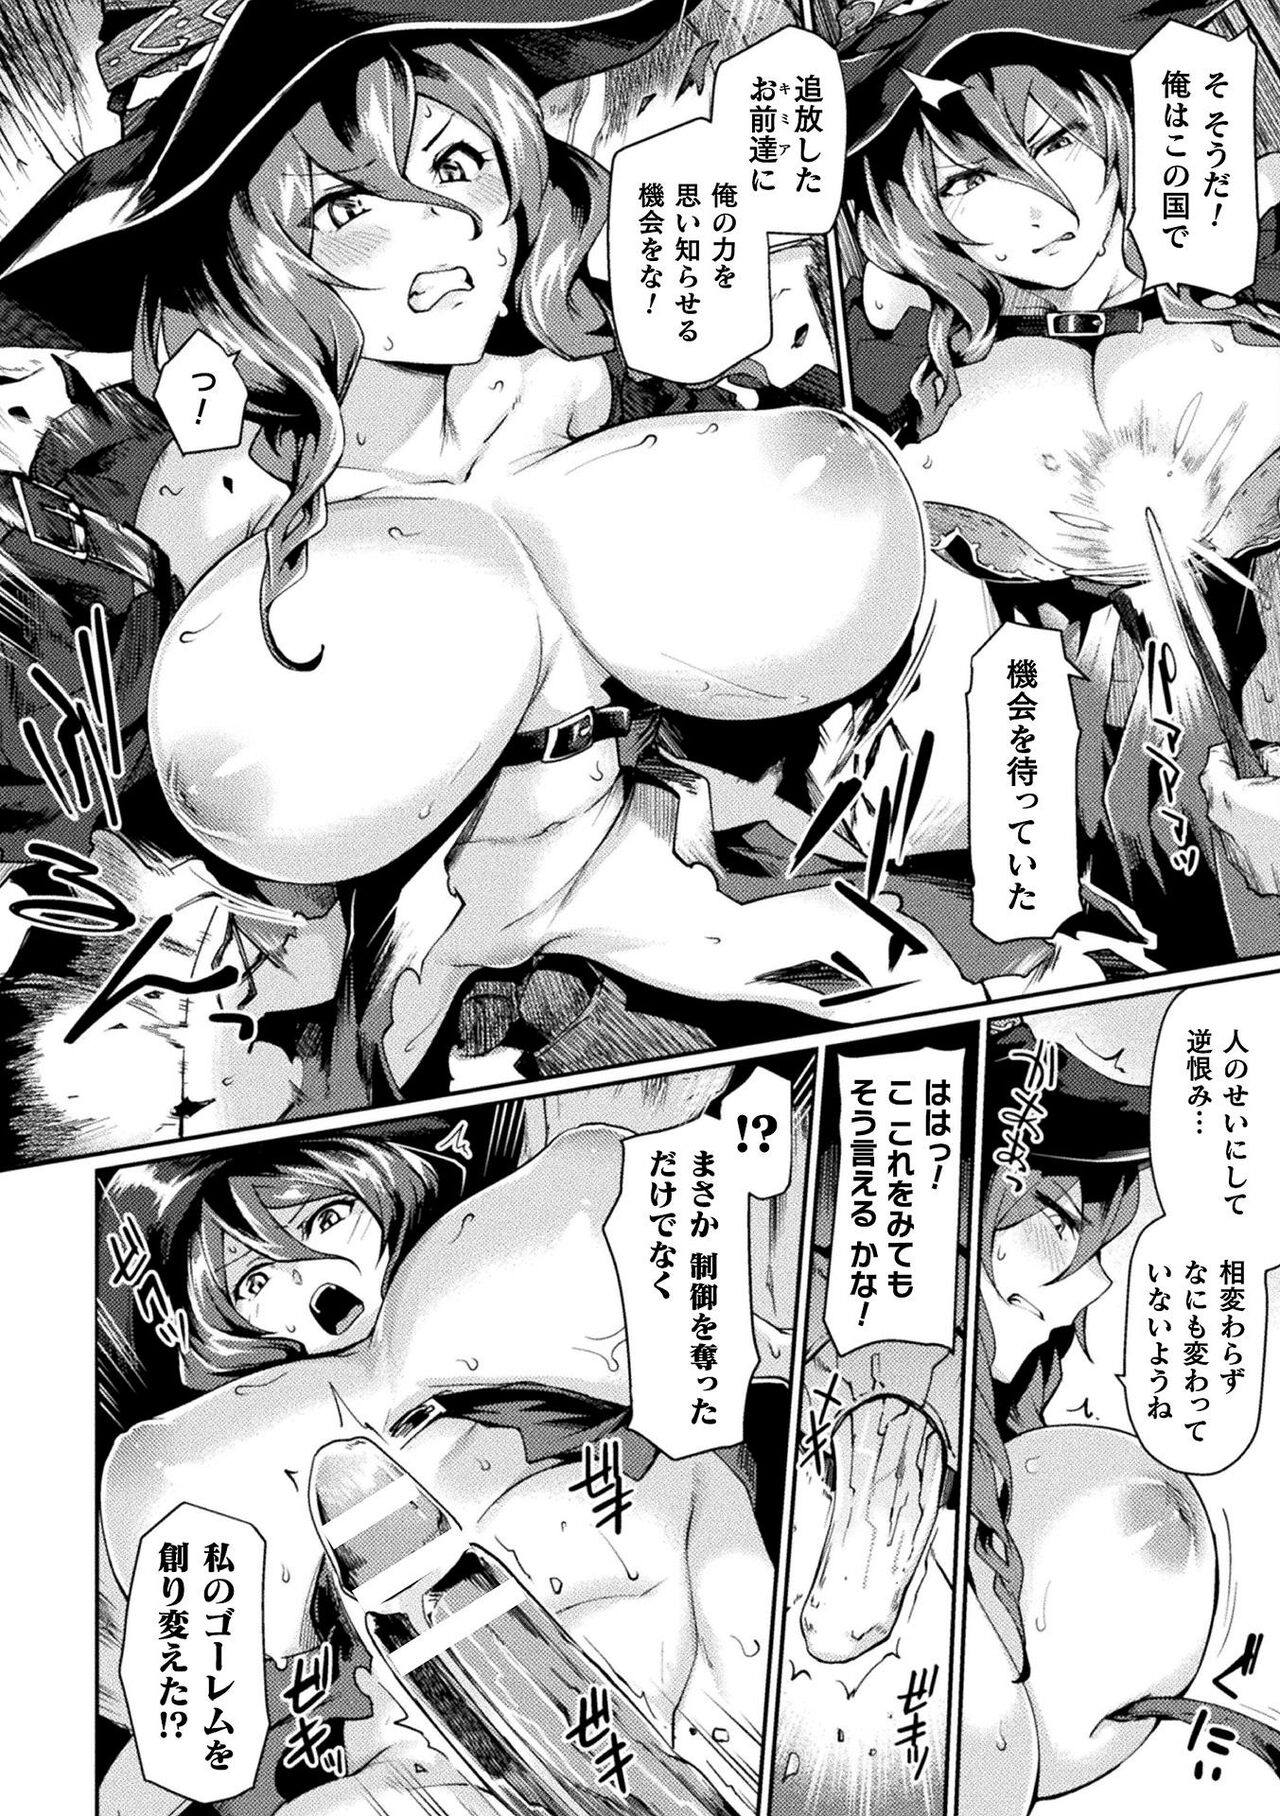 そ そうだ！
俺はこの国で
機会を待っていた
追放した
お前達に
キミア
俺の力を
思い知らせる
機会をな！
っ！
人のせいにして
逆恨み…
相変わらず
なにも変わって
いないようね
ははっ！
こ これをみても
そう言える かな！
!?
まさか 制御を奪った
だけでなく
私のゴーレムを
創り変えた!?